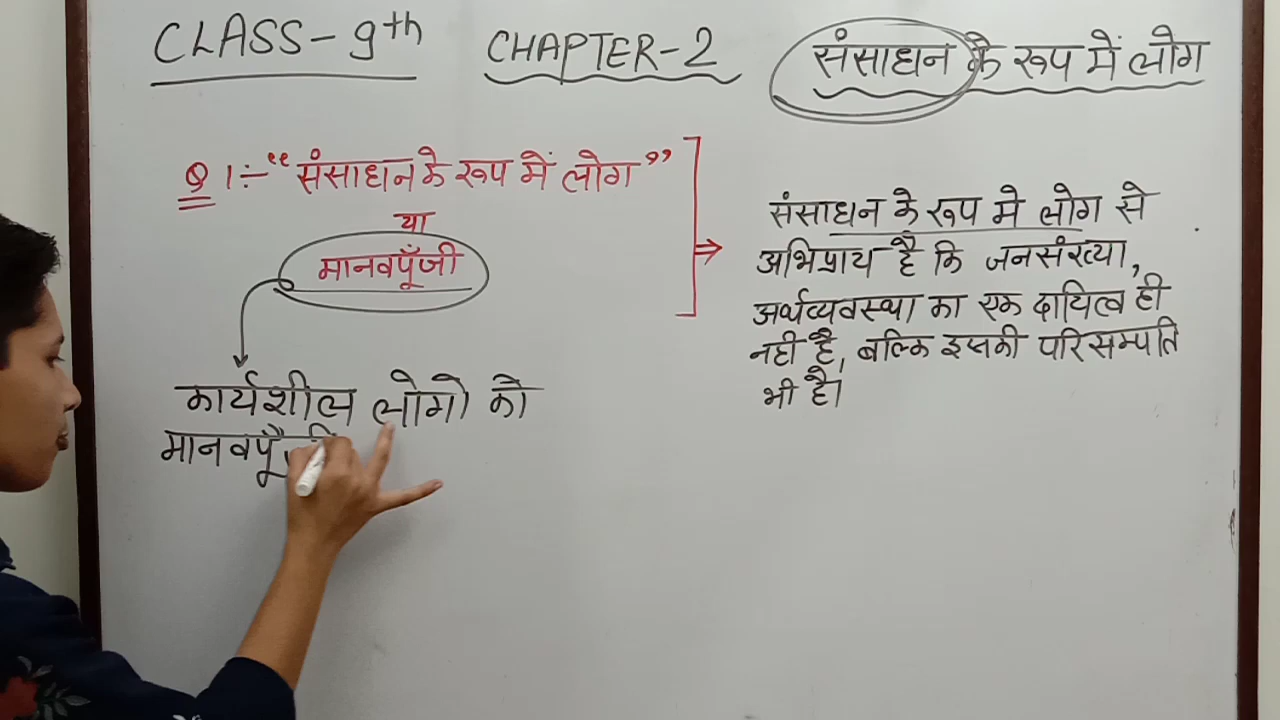 CLASS-9th CHAPTER-2 संसाधन के रूप में लोग
Q1:- "संसाधन के रूप में लोग"
या
मानवपूँजी
संसाधन के रूप मे लोग से
अभिप्राय है कि जनसंख्या,
अर्थव्यवस्था का एक दायित्व ही
नही है, बल्कि इसकी परिसम्पति
भी है।
कार्यशील लोगो को